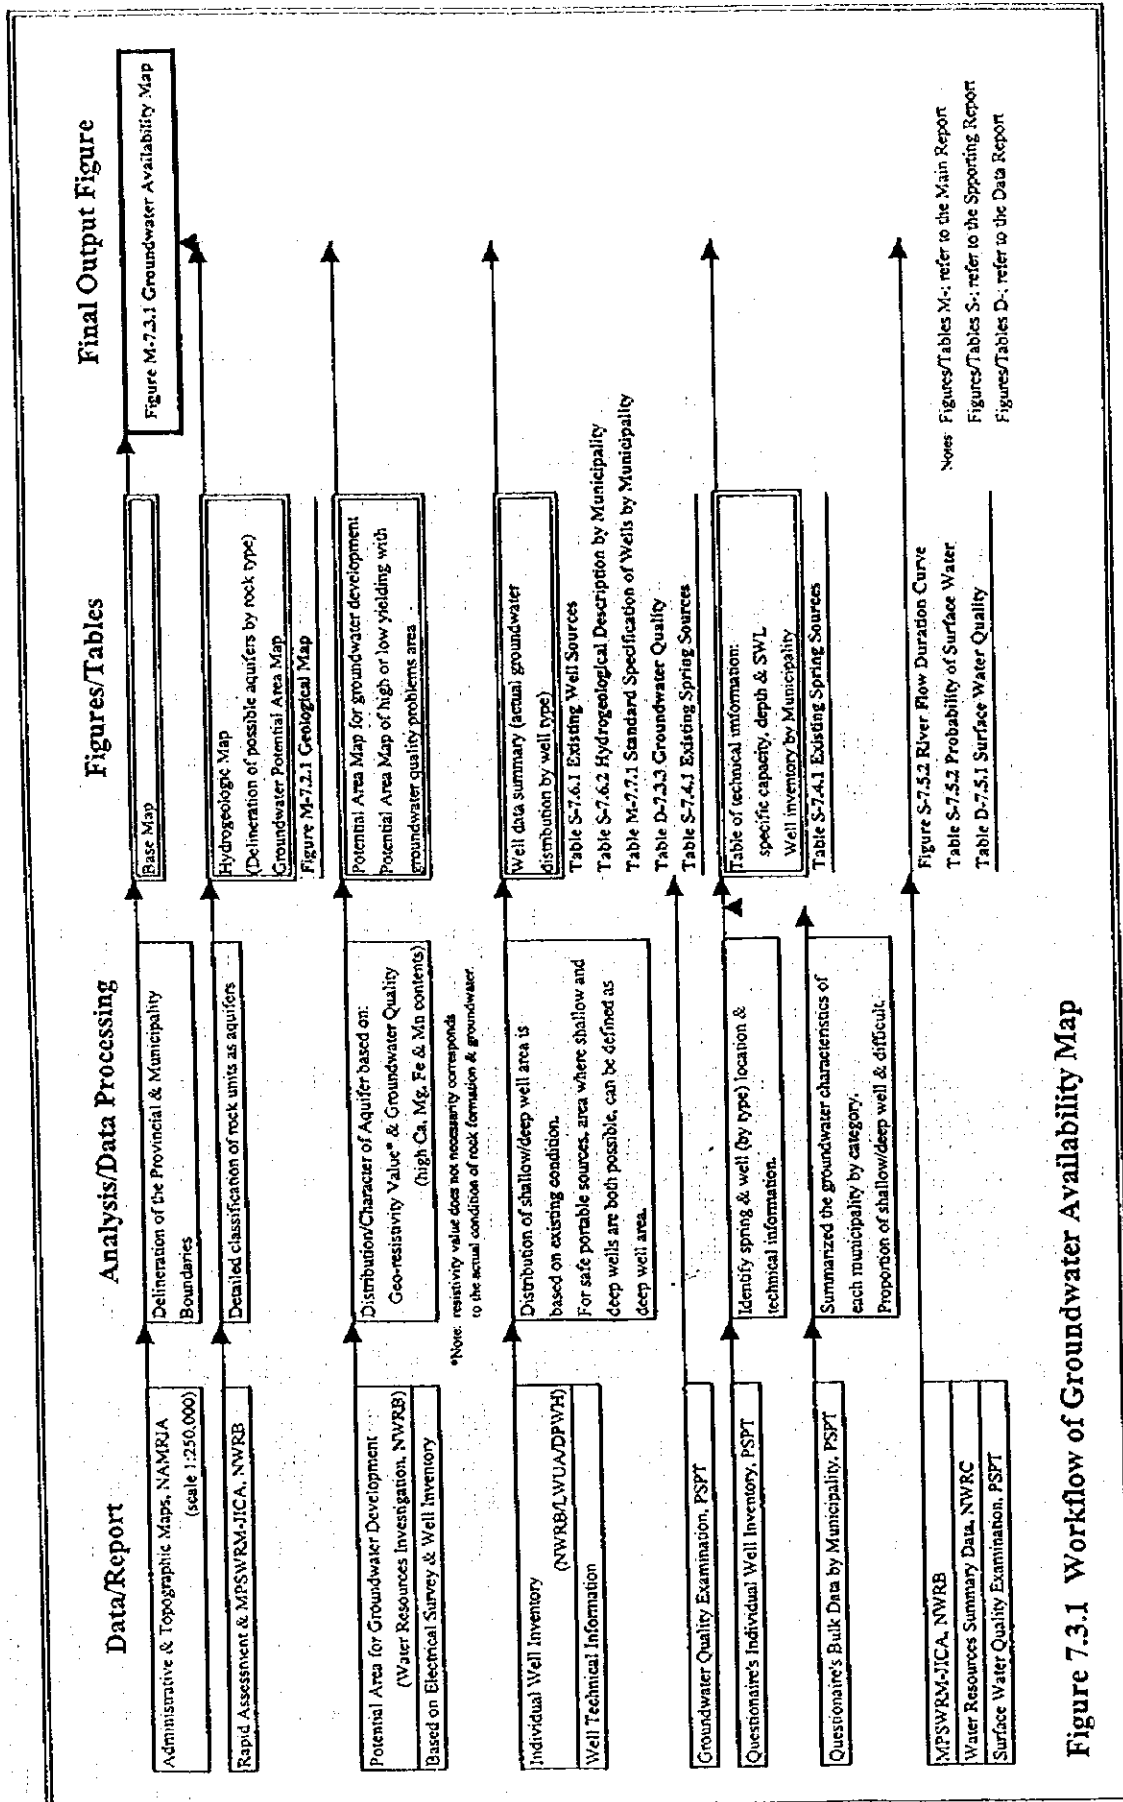 Data/Report
Analysis/Data Processing
Figures/Tables
Final Output Figure
Administrative & Topographic Maps, NAMRIA
(scale 1:250,000)
Delineration of the Provincial & Municipality
Boundaries
Base Map
Figure M-7.3.1 Groundwater Availability Map
Rapid Assessment & MPSWRM-JICA, NWRB
Detailed classification of rock units as aquifers
Hydrogeologic Map
(Delineration of possible aquifers by rock type)
Groundwater Potential Area Map
Figure M-7.2.1 Geological Map
Potential Area for Groundwater Development
(Water Resources Investigation, NWRB)
Based on Electrical Survey & Well Inventory
Distribution/Character of Aquifer based on:
Geo-resistivity Value* & Groundwater Quality
(high Ca, Mg, Fe & Mn contents)
*Note: resistivity value does not necessarity corresponds
to the actual condition of rock formation & groundwater.
Potential Area Map for groundwater development
Potential Area Map of high or low yielding with
groundwater quality problems area
Individual Well Inventory
(NWRB/LWUA/DPWH)
Well Technical Information
Distribution of shallow/deep well area is
based on existing condition.
For safe portable sources, area where shallow and
deep wells are both possible, can be defined as
deep well area.
Well data summary (actual groundwater
distribution by well type)
Table S-7.6.1 Existing Well Sources
Table S-7.6.2 Hydrogeological Description by Municipality
Table M-7.7.1 Standard Specification of Wells by Municipality
Table D-7.3.3 Groundwater Quality
Table S-7.4.1 Existing Spring Sources
Groundwater Quality Examination, PSPT
Questionaire's Individual Well Inventory, PSPT
Identify spring & well (by type) location &
technical information.
Table of technical imformation:
specific capacity, depth & SWL
Well inventory by Municipality
Table S-7.4.1 Existing Spring Sources
Questionaire's Bulk Data by Municipality, PSPT
Summarized the groundwater characteristics of
each municipality by category.
Proportion of shallow/deep well & difficult.
MPSWRM-JICA, NWRB
Water Resources Summary Data, NWRC
Surface Water Quality Examination, PSPT
Figure S-7.5.2 River Flow Duration Curve
Table S-7.5.2 Probability of Surface Water
Table D-7.5.1 Surface Water Quality
Notes: Figures/Tables M-; refer to the Main Report
Figures/Tables S-; refer to the Spporting Report
Figures/Tables D-; refer to the Data Report
Figure 7.3.1 Workflow of Groundwater Availability Map